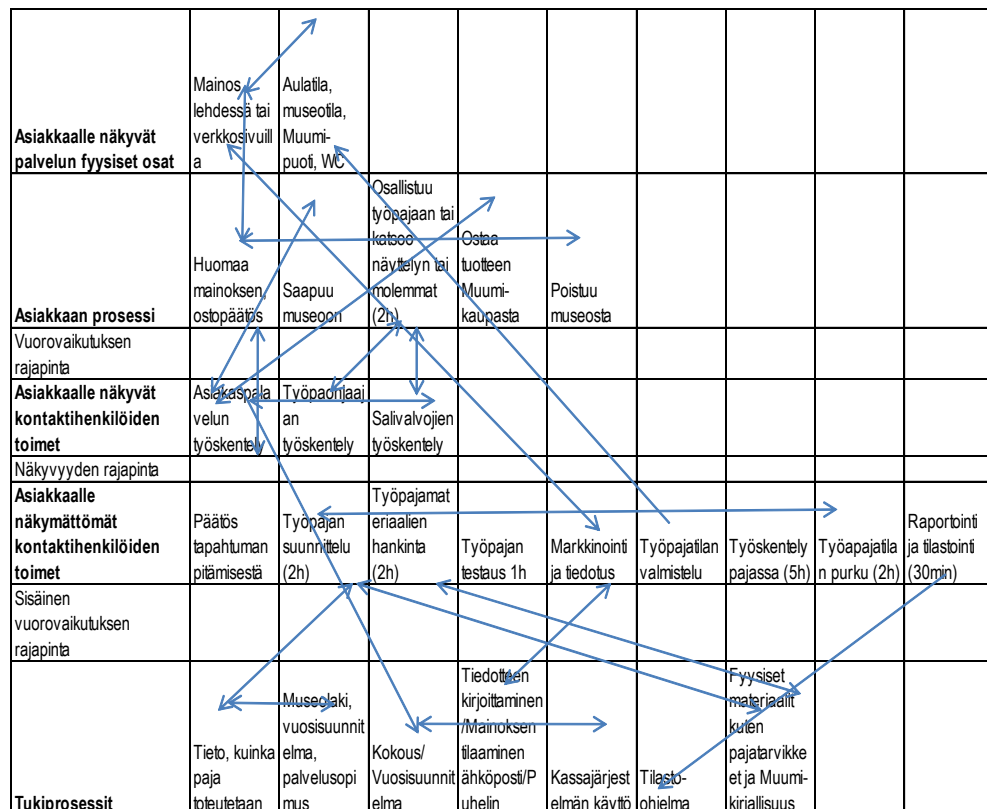 Asiakkaalle näkyvät
palvelun fyysiset osat
Mainos
lehdessä tai
verkkosivuill
a
Aulatila,
museotila,
Muumi-
puoti, WC
Asiakkaan prosessi
Huomaa
mainoksen,
ostopäätös
Saapuu
museoon
Osallistuu
työpajaan tai
katsoo
näyttelyn tai
molemmat
(2h)
Ostaa
tuotteen
Muumi-
kaupasta
Poistuu
museosta
Vuorovaikutuksen
rajapinta
Asiakkaalle näkyvät
kontaktihenkilöiden
toimet
Asiakaspala
velun
työskentely
Työpaohjaaj
an
työskentely
Salivalvojien
työskentely
Näkyvyyden rajapinta
Asiakkaalle
näkymättömät
kontaktihenkilöiden
toimet
Päätös
tapahtuman
pitämisestä
Työpajan
suunnittelu
(2h)
Työpajamat
eriaalien
hankinta
(2h)
Työpajan
testaus 1h
Markkinointi
ja tiedotus
Työpajatilan
valmistelu
Työskentely
pajassa (5h)
Työapajatila
n purku (2h)
Raportointi
ja tilastointi
(30min)
Sisäinen
vuorovaikutuksen
rajapinta
Tukiprosessit
Tieto, kuinka
paja
toteutetaan
Museolaki,
vuosisuunnit
elma,
palvelusopi
mus
Kokous/
Vuosisuunnit
elma
Tiedotteen
kirjoittaminen
/Mainoksen
tilaaminen
ähköposti/P
uhelin
Kassajärjest
elmän käyttö
Tilasto-
ohjelma
Fyysiset
materiaalit
kuten
pajatarvikke
et ja Muumi-
kirjallisuus